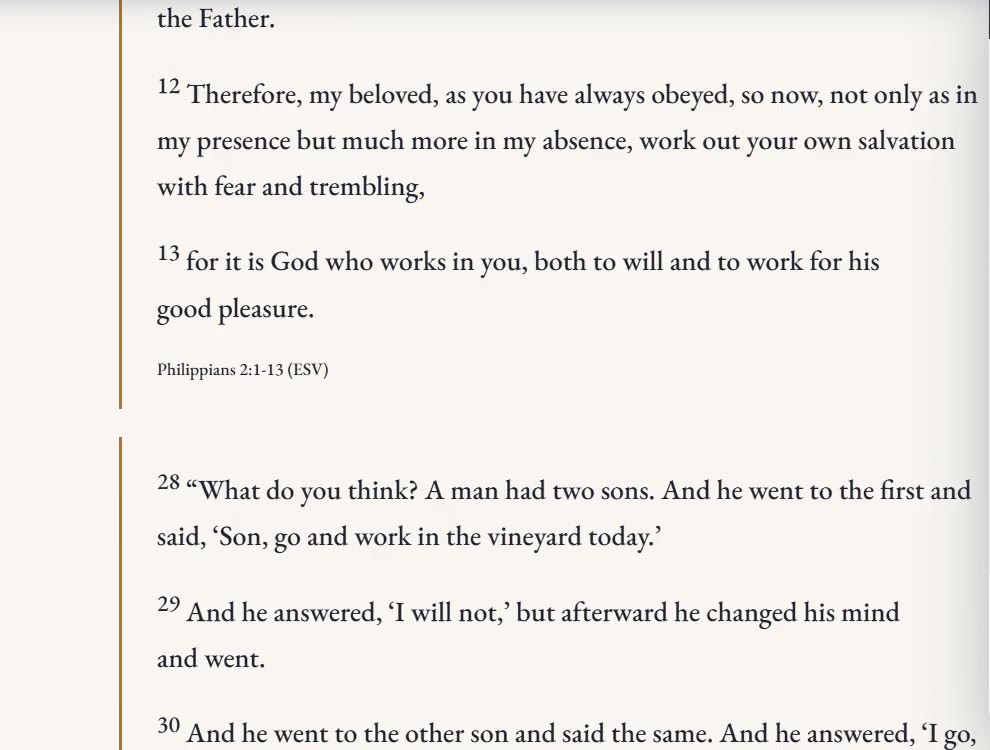 the Father.
12 Therefore, my beloved, as you have always obeyed, so now, not only as in
my presence but much more in my absence, work out your own salvation
with fear and trembling,
13 for it is God who works in you, both to will and to work for his
good pleasure.
Philippians 2:1-13 (ESV)
28 “What do you think? A man had two sons. And he went to the first and
said, ‘Son, go and work in the vineyard today.’
29 And he answered, ‘I will not,’ but afterward he changed his mind
and went.
30 And he went to the other son and said the same. And he answered, ‘I go,